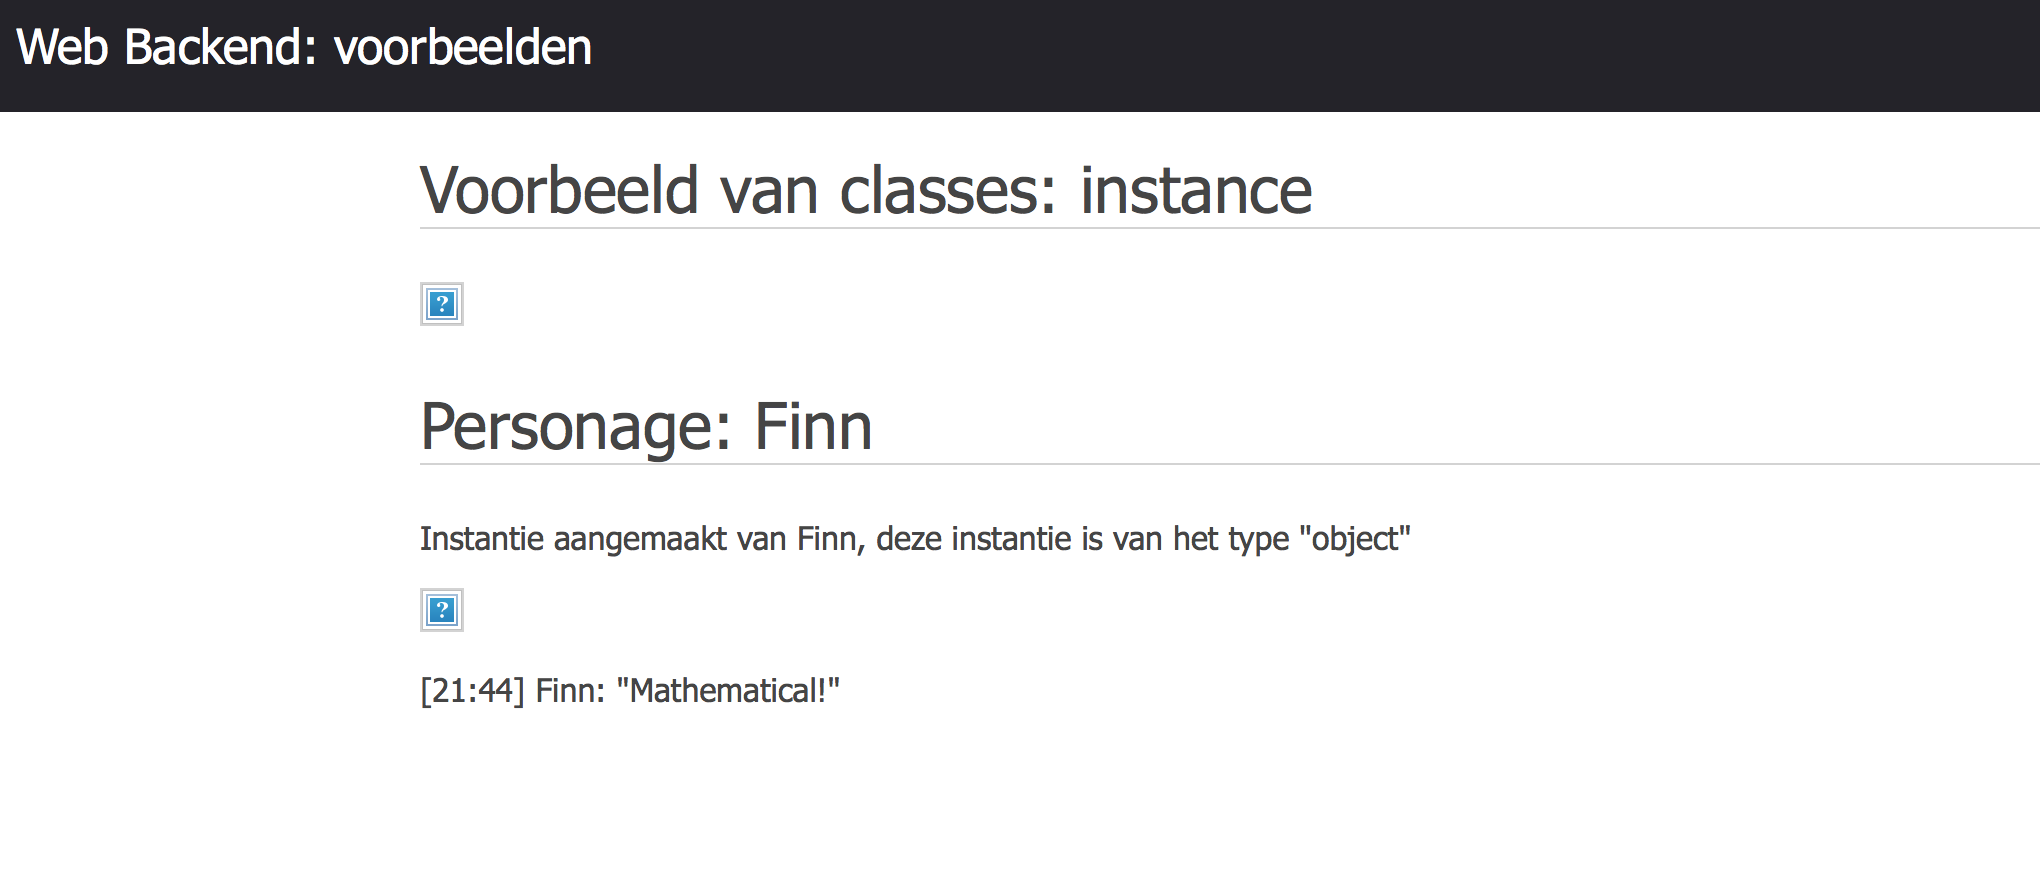 Web Backend: voorbeelden
Voorbeeld van classes: instance
?
Personage: Finn
Instantie aangemaakt van Finn, deze instantie is van het type "object"
?
[21:44] Finn: "Mathematical!"